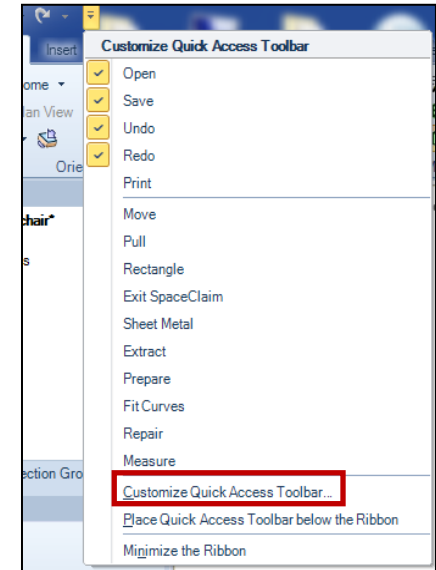 Insert
Customize Quick Access Toolbar
Open
ome
Save
lan View
Undo
Redo
Orie
Print
Move
chair*
Pull
s
Rectangle
Exit SpaceClaim
Sheet Metal
Extract
Prepare
Fit Curves
Repair
Measure
ection Gro
Customize Quick Access Toolbar...
Place Quick Access Toolbar below the Ribbon
Minimize the Ribbon